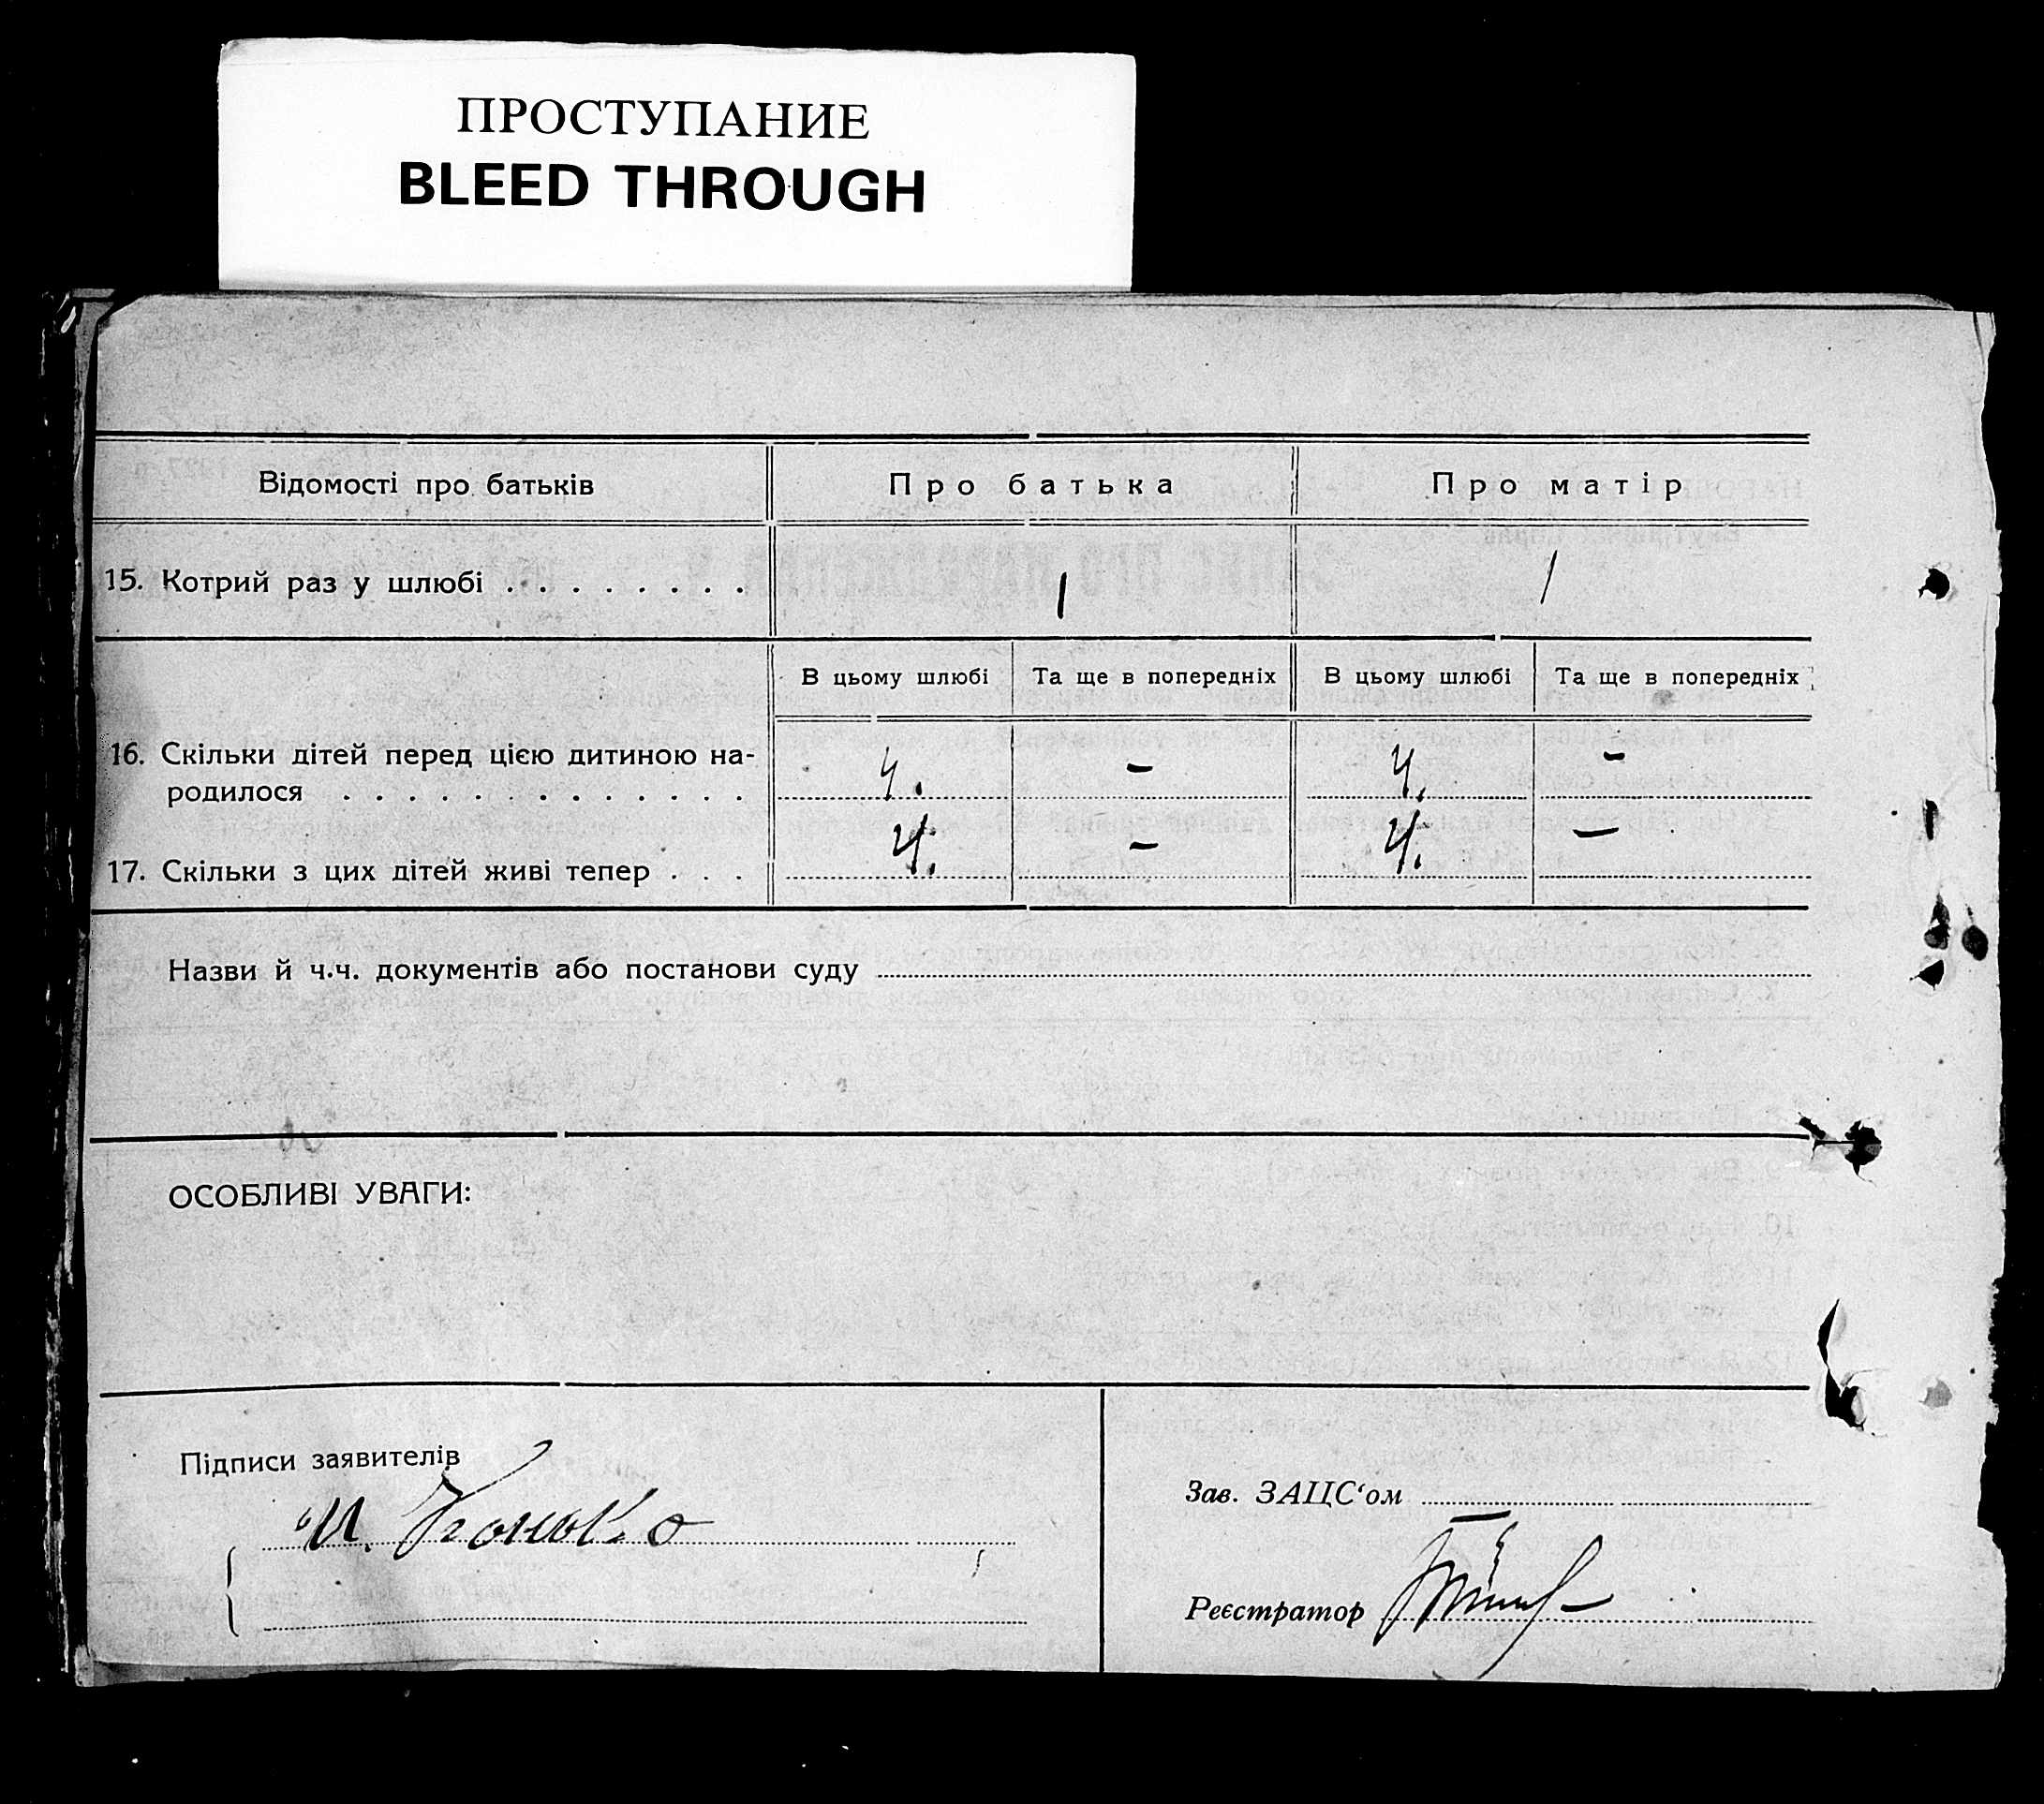 ПРОСТУПАНИЕ
BLEED THROUGH
Відомості про батьків Про батька Про матір
15. Котрий раз у шлюбі . . . . . . . . 1 1
В цьому шлюбі Та ще в попередніх В цьому шлюбі Та ще в попередніх
16. Скільки дітей перед цією дитиною на-
родилося . . . . . . . . . . . . . 4. - 4. -
17. Скільки з цих дітей живі тепер . . . 4. - 4. -
Назви й ч.ч. документів або постанови суду
ОСОБЛИВІ УВАГИ:
Підписи заявителів
И.
Зав. ЗАЦС‘ом
Реєстратор